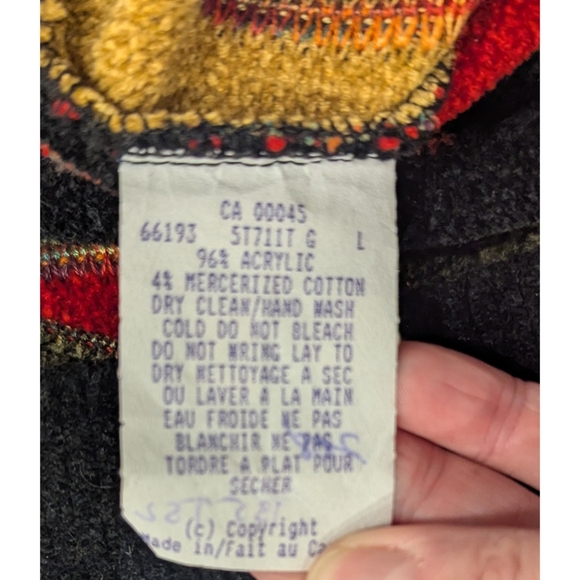 CA 00045
66193 ST711T G L
96% ACRYLIC
4% MERCERIZED COTTON
DRY CLEAN/HAND WASH
COLD DO NOT BLEACH
DO NOT WRING LAY TO
DRY NETTOYAGE A SEC
OU LAVER A LA MAIN
EAU FROIDE NE PAS
BLANCHIR NE PAS
TORDRE A PLAT POUR
SECHER
(c) Copyright
Made in/Fait au Ca